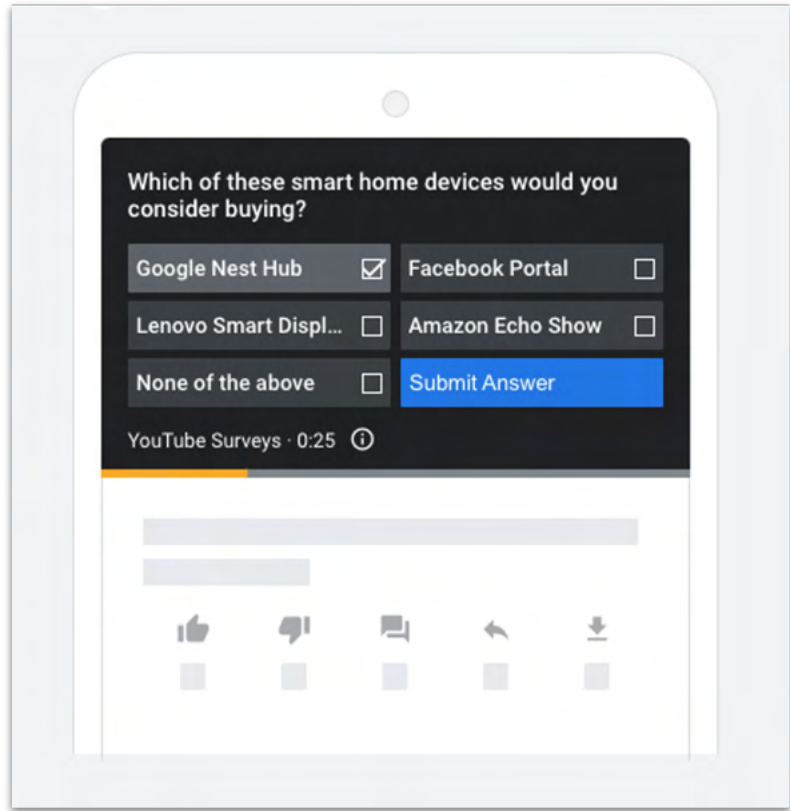 Which of these smart home devices would you
consider buying?
Google Nest Hub
Facebook Portal
Lenovo Smart Displ...
Amazon Echo Show
None of the above
Submit Answer
YouTube Surveys · 0:25